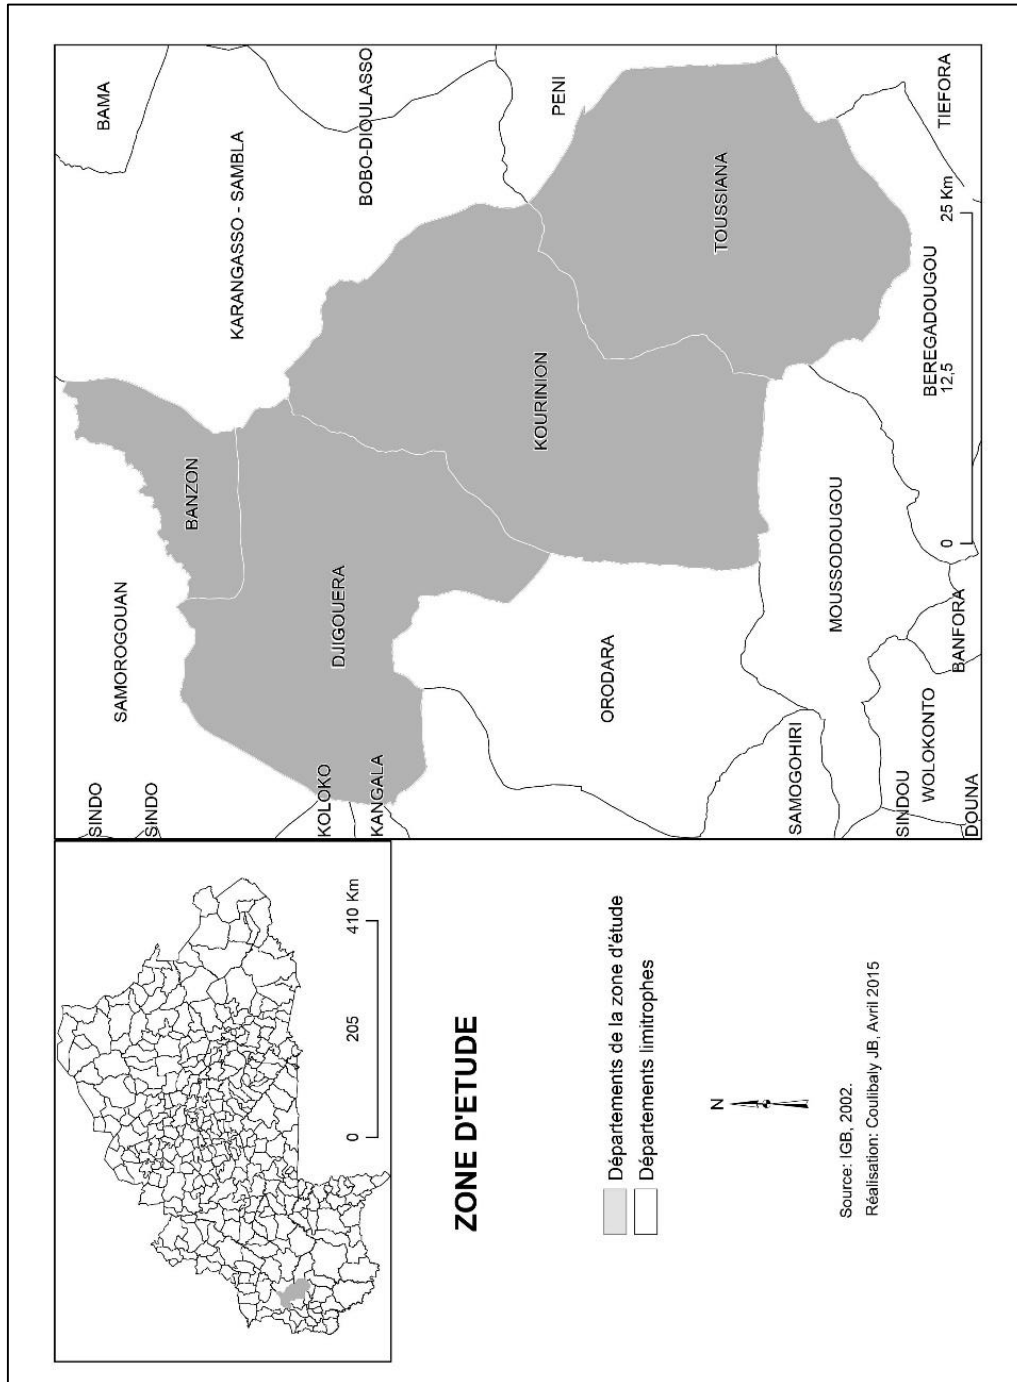 410 Km
205
0
ZONE D'ETUDE
Départements de la zone d'étude
Départements limitrophes
N
Source: IGB, 2002.
Réalisation: Coulibaly JB, Avril 2015
SINDO
SINDO
SAMOROGOUAN
BANZON
BAMA
KARANGASSO - SAMBLA
KOLOKO
KANGALA
DJIGOUERA
BOBO-DIOULASSO
KOURINION
PENI
ORODARA
TOUSSIANA
SAMOGOHIRI
MOUSSODOUGOU
SINDOU
WOLOKONTO
BEREGADOUGOU
TIEFORA
DOUNA
BANFORA
0
12,5
25 Km